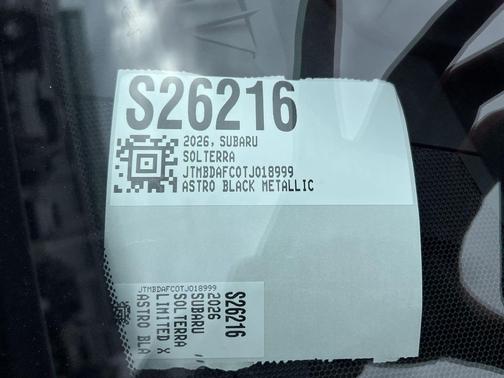 S26216
2026, SUBARU
SOLTERRA
JTMBDAFC0TJ018999
ASTRO BLACK METALLIC
JTMBDAFC0TJ018999
S26216
2026
SUBARU
SOLTERRA
LIMITED X
ASTRO BLA